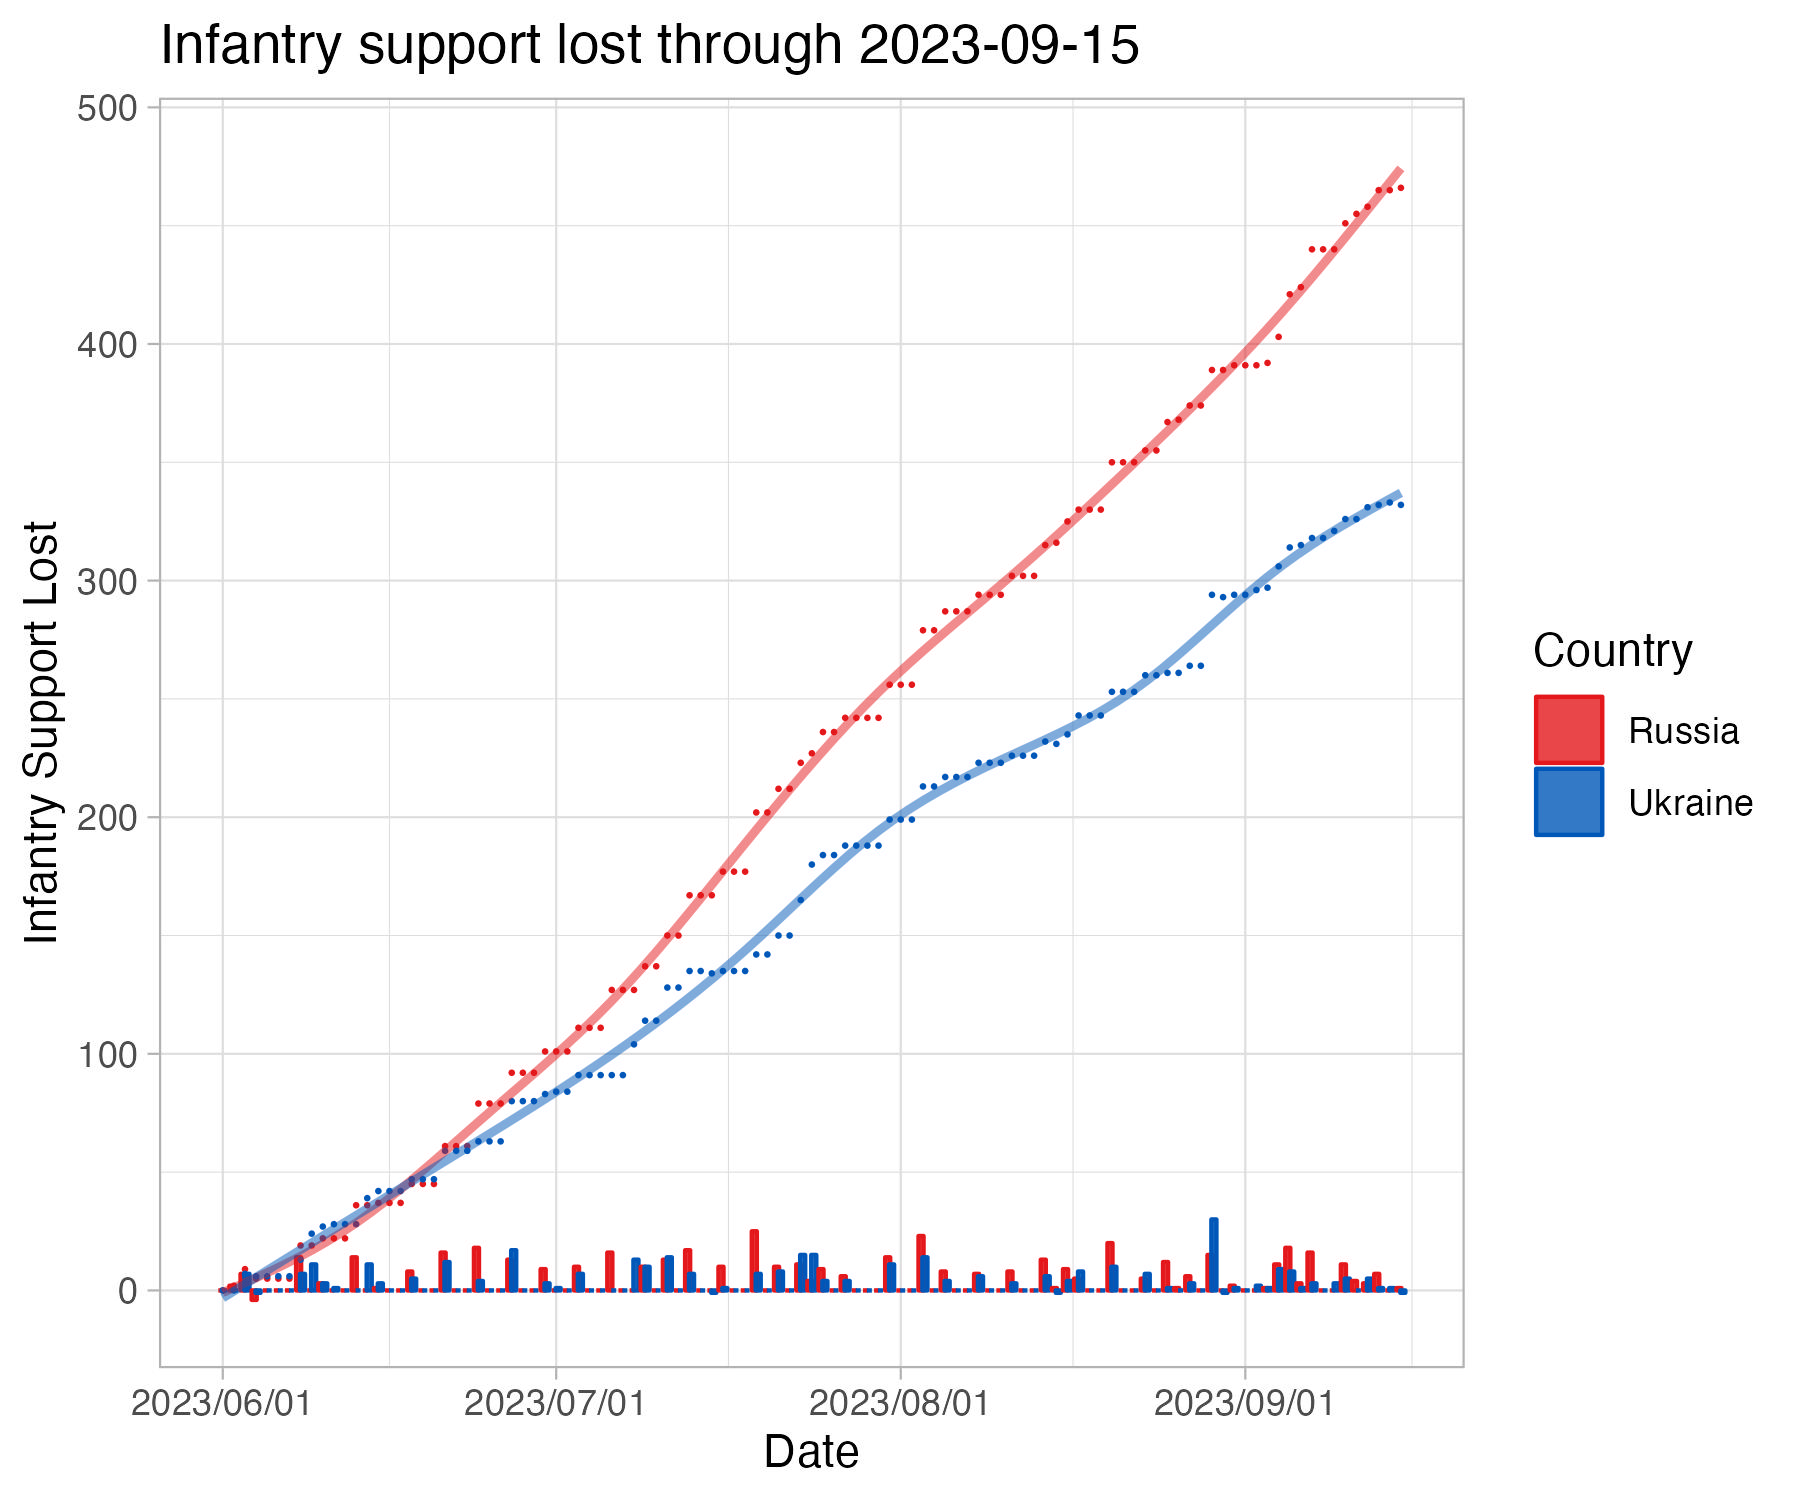 Infantry support lost through 2023-09-15
500
400
300
200
100
0
Infantry Support Lost
2023/06/01 2023/07/01 2023/08/01 2023/09/01
Date
Country
Russia
Ukraine